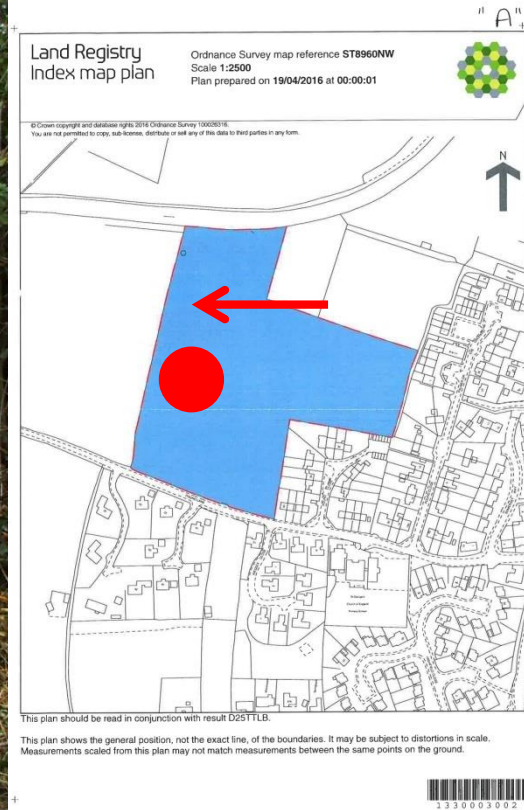 "A"
Land Registry
Index map plan
Ordnance Survey map reference ST8960NW
Scale 1:2500
Plan prepared on 19/04/2016 at 00:00:01
© Crown copyright and database rights 2016 Ordnance Survey 100026316.
You are not permitted to copy, sub-license, distribute or sell any of this data to third parties in any form.
N
This plan should be read in conjunction with result D25TTLB.
This plan shows the general position, not the exact line, of the boundaries. It may be subject to distortions in scale.
Measurements scaled from this plan may not match measurements between the same points on the ground.
1330003002